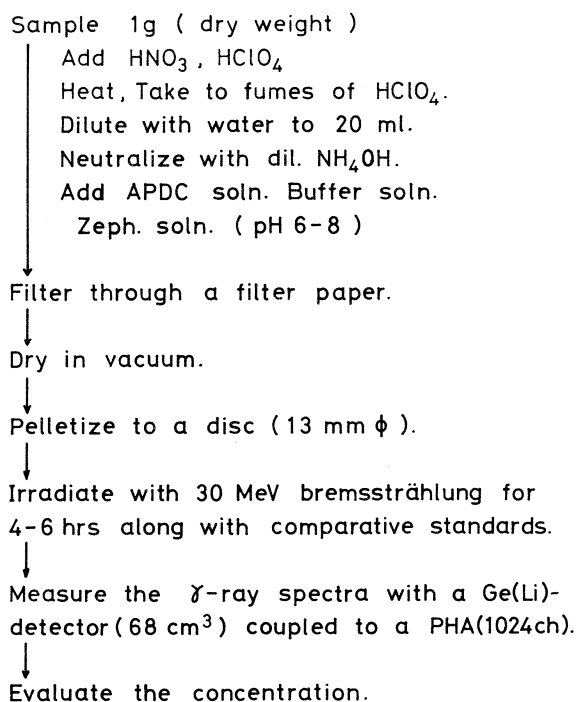 Sample 1g ( dry weight )
Add HNO₃ , HClO₄
Heat, Take to fumes of HClO₄.
Dilute with water to 20 ml.
Neutralize with dil. NH₄OH.
Add APDC soln. Buffer soln.
Zeph. soln. ( pH 6-8 )
Filter through a filter paper.
Dry in vacuum.
Pelletize to a disc ( 13 mm ϕ ).
Irradiate with 30 MeV bremsstrählung for
4-6 hrs along with comparative standards.
Measure the γ-ray spectra with a Ge(Li)-
detector ( 68 cm³ ) coupled to a PHA(1024ch).
Evaluate the concentration.